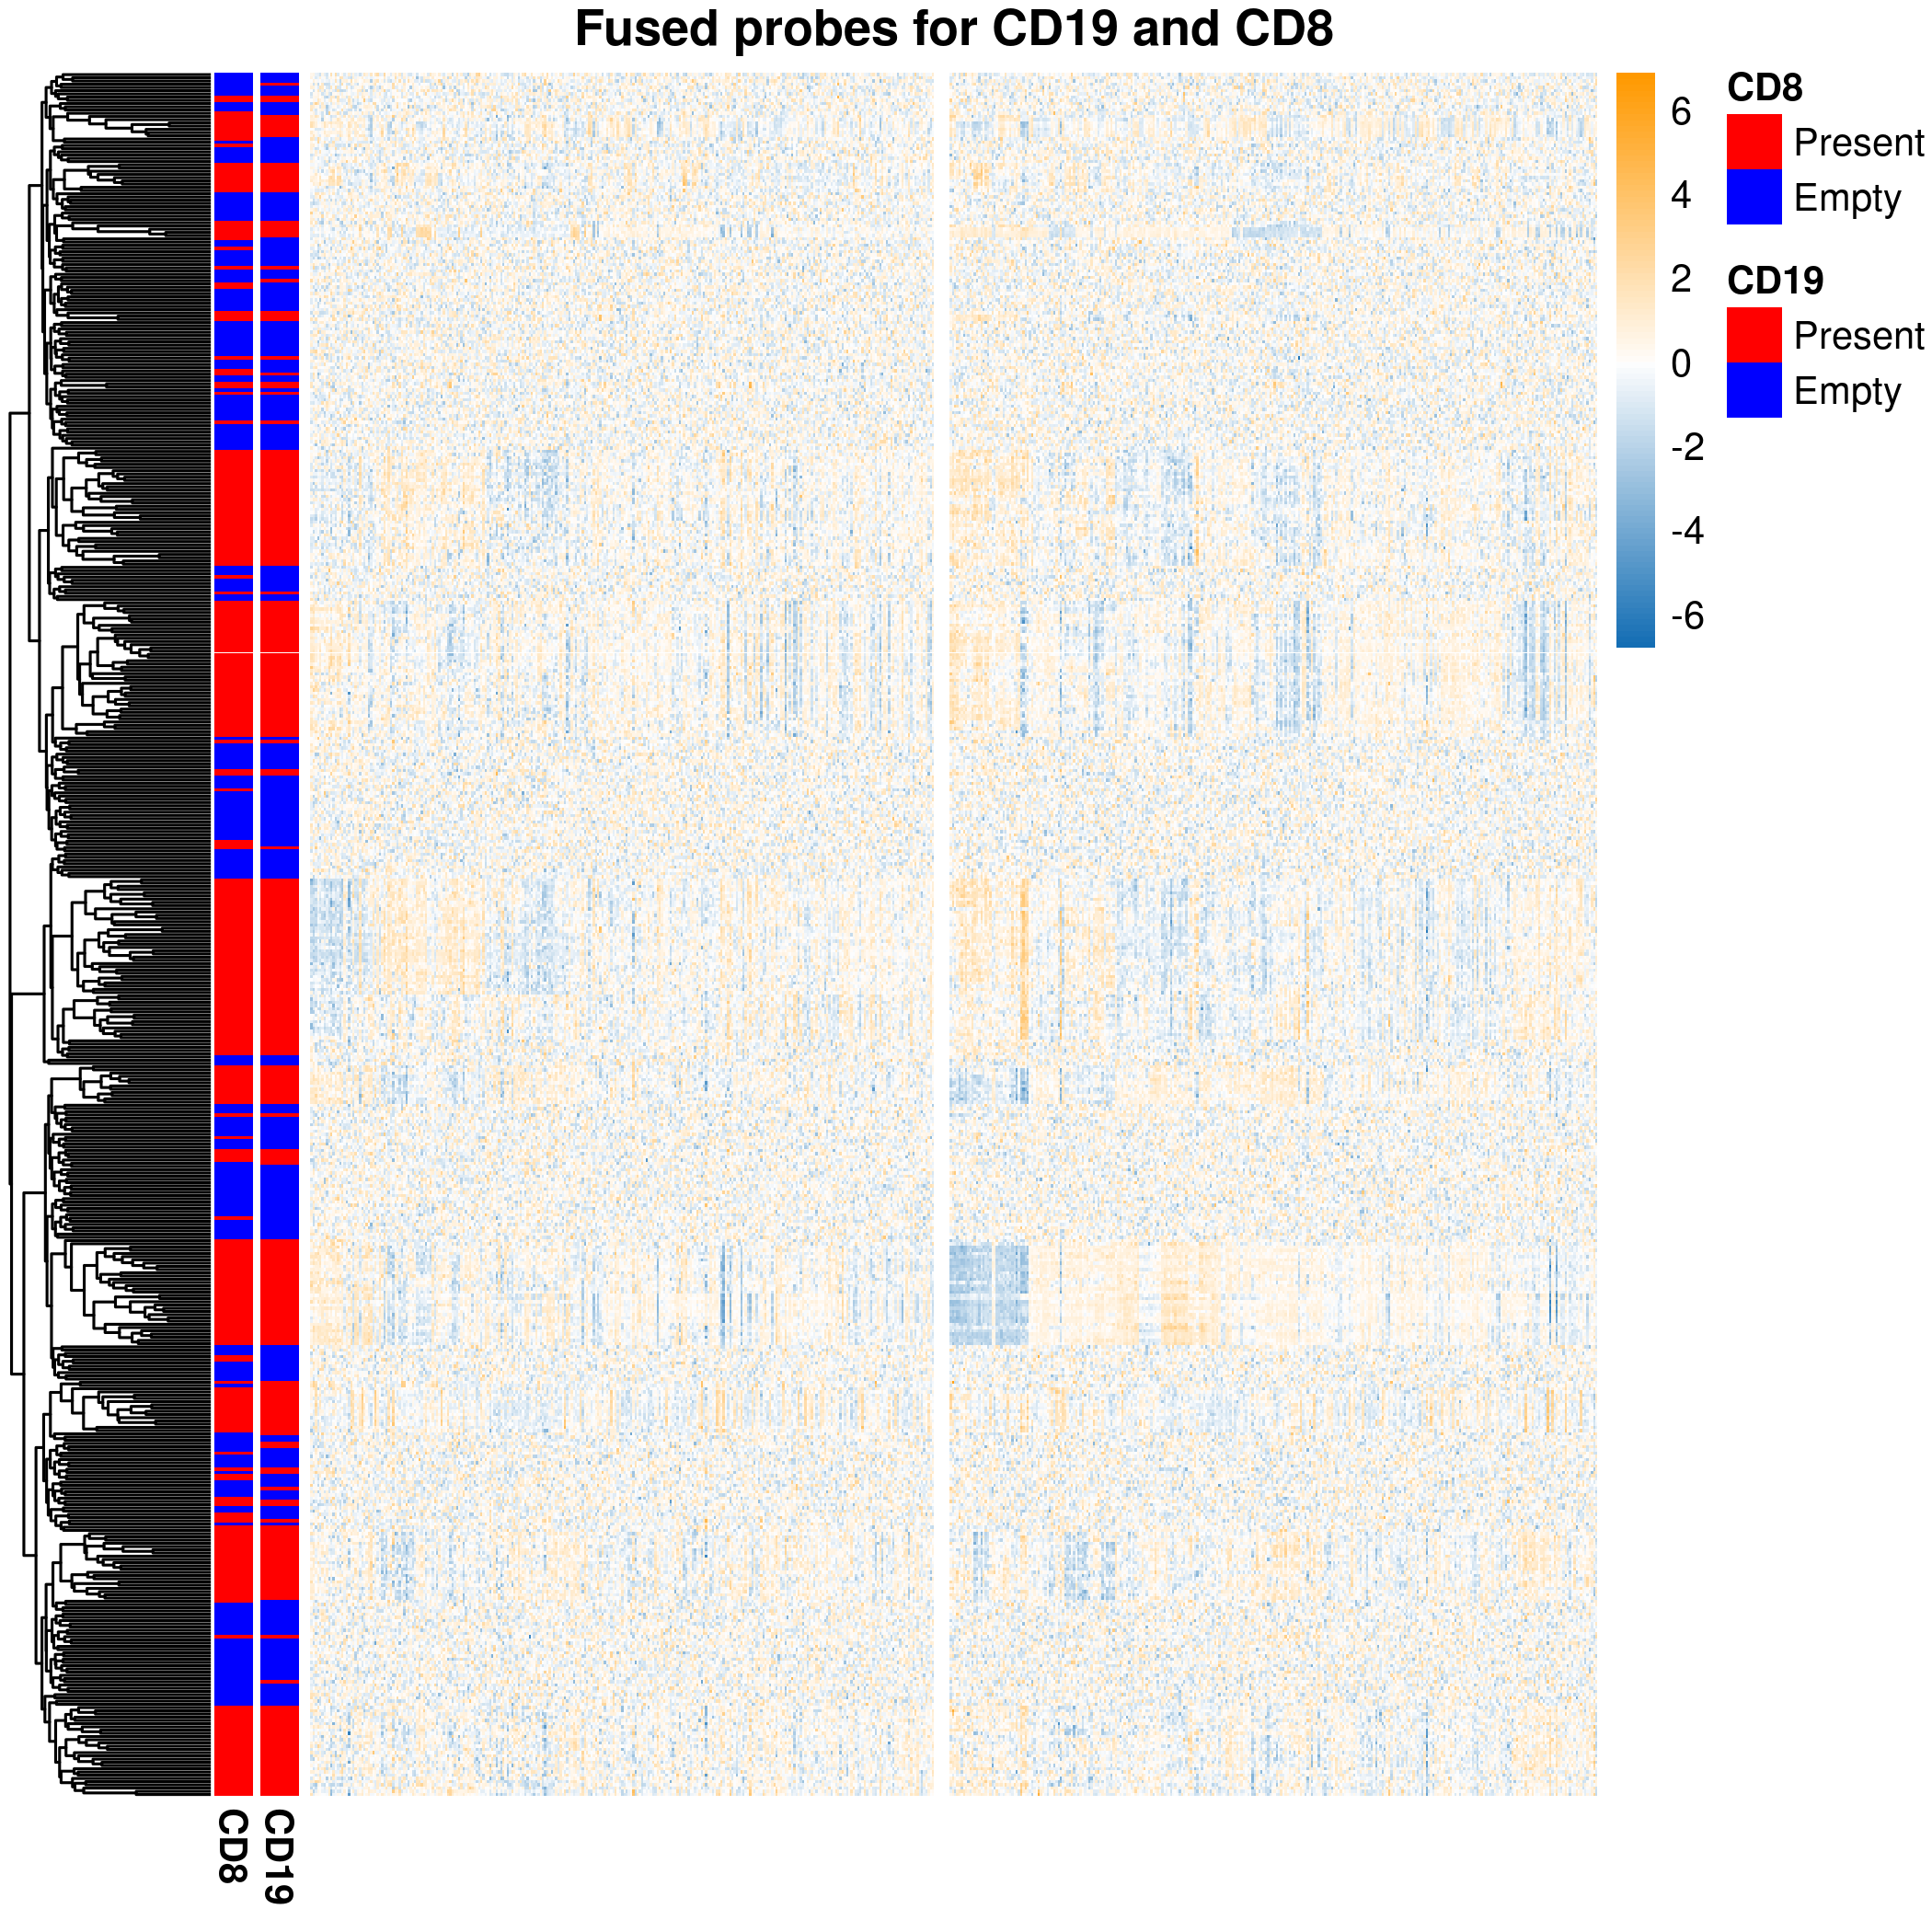 Fused probes for CD19 and CD8
6
4
2
0
-2
-4
-6
CD8
Present
Empty
CD19
Present
Empty
CD8
CD19